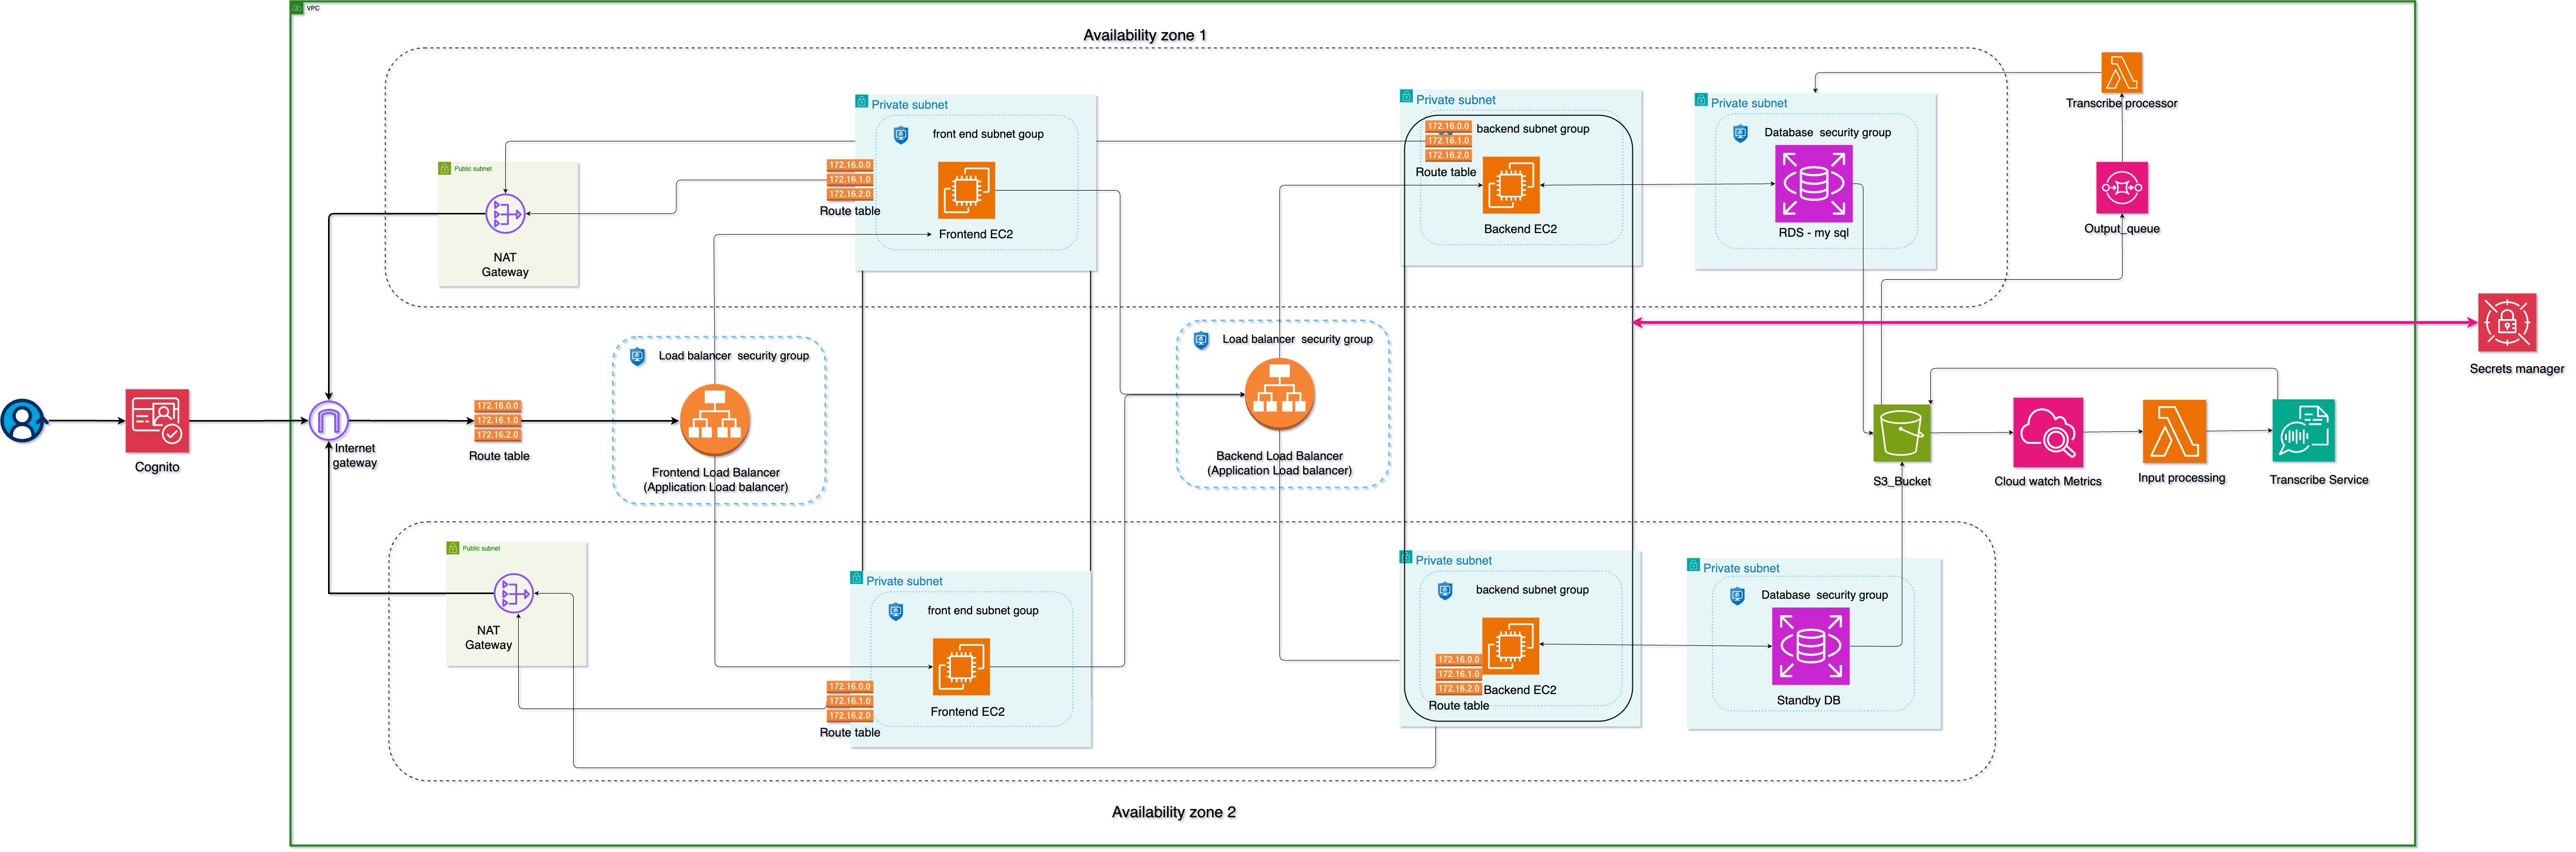 VPC
Availability zone 1
Private subnet
front end subnet goup
172.16.0.0
172.16.1.0
172.16.2.0
Route table
Frontend EC2
Public subnet
NAT
Gateway
Private subnet
172.16.0.0
172.16.1.0
172.16.2.0
backend subnet group
Route table
Backend EC2
Private subnet
Database security group
RDS - my sql
Transcribe processor
Output_queue
Load balancer security group
Frontend Load Balancer
(Application Load balancer)
Load balancer security group
Backend Load Balancer
(Application Load balancer)
Secrets manager
Cognito
Internet
gateway
172.16.0.0
172.16.1.0
172.16.2.0
Route table
S3_Bucket
Cloud watch Metrics
Input processing
Transcribe Service
Public subnet
NAT
Gateway
Private subnet
front end subnet goup
Frontend EC2
172.16.0.0
172.16.1.0
172.16.2.0
Route table
Private subnet
backend subnet group
172.16.0.0
172.16.1.0
172.16.2.0
Backend EC2
Route table
Private subnet
Database security group
Standby DB
Availability zone 2